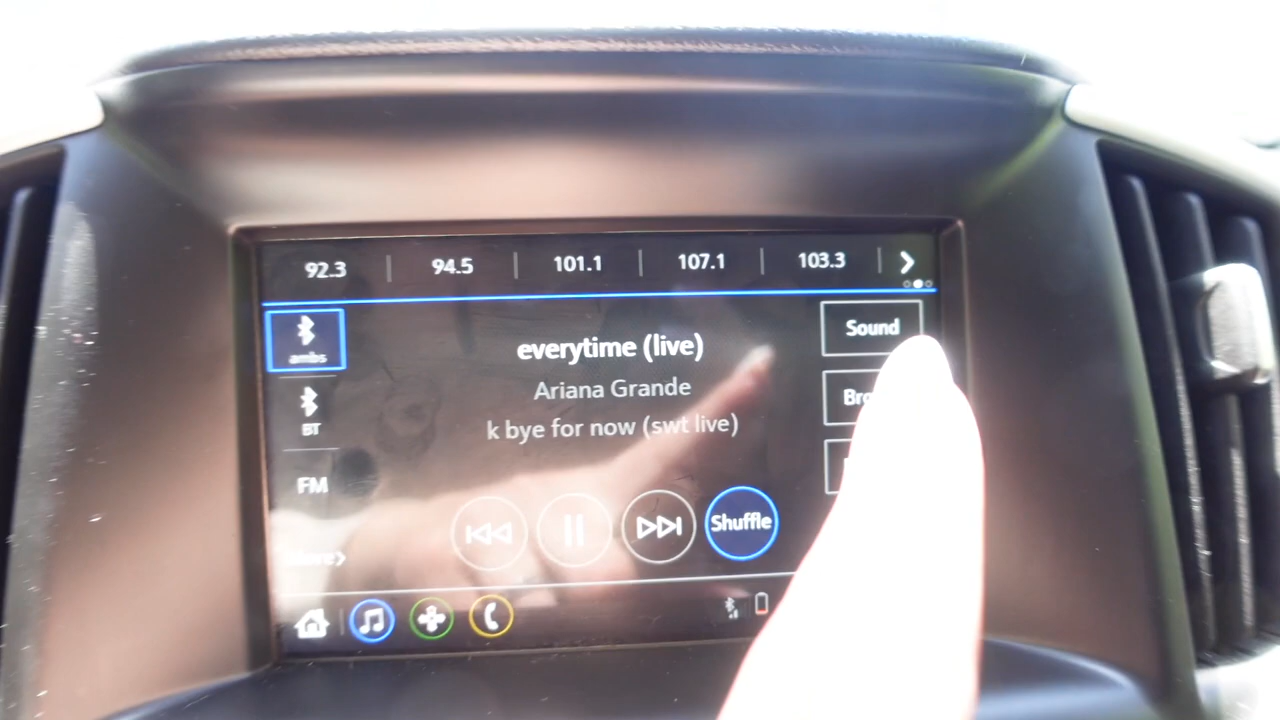 92.3 94.5 101.1 107.1 103.3
ambs
BT
FM
More
everytime (live)
Ariana Grande
k bye for now (swt live)
Shuffle
Sound